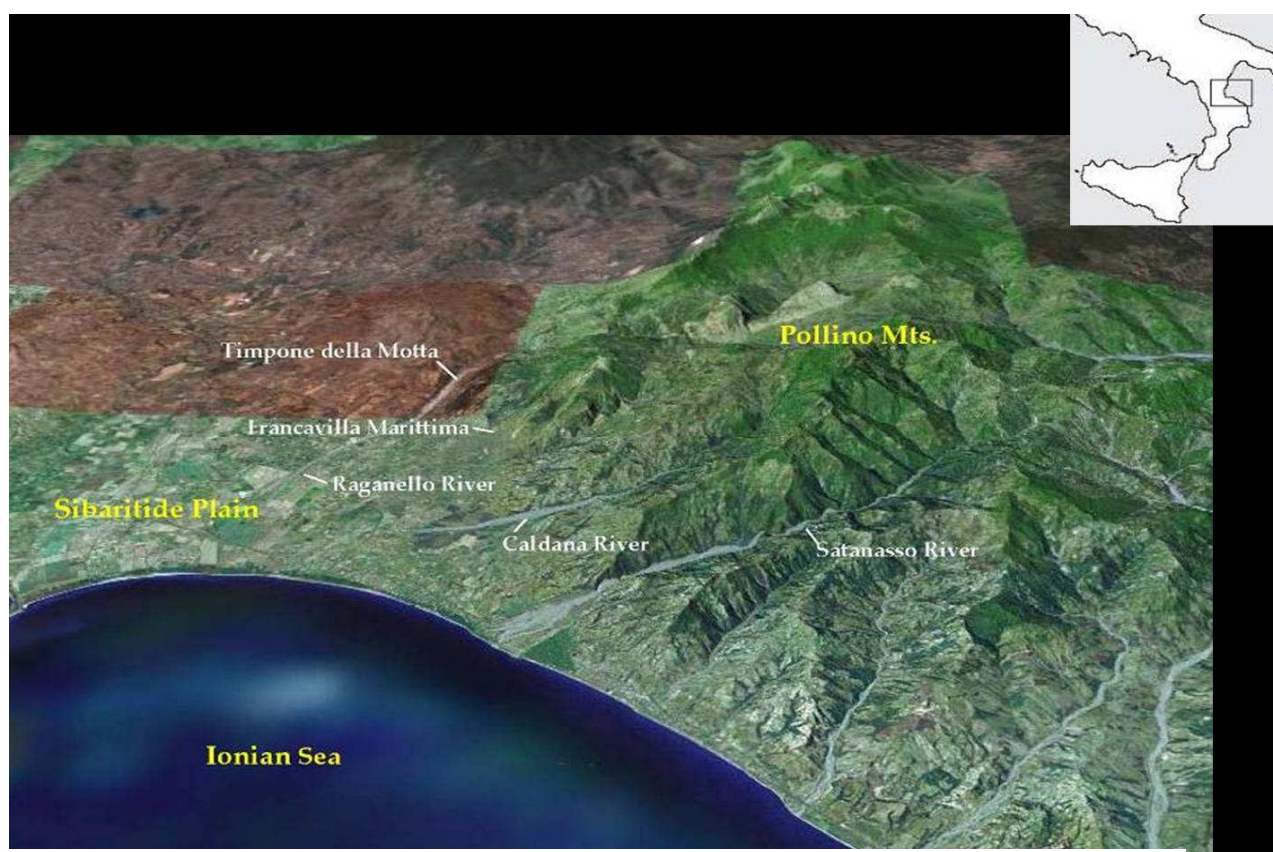 Pollino Mts.
Timpone della Motta
Francavilla Marittima
Raganello River
Sibaritide Plain
Caldana River
Satanasso River
Ionian Sea